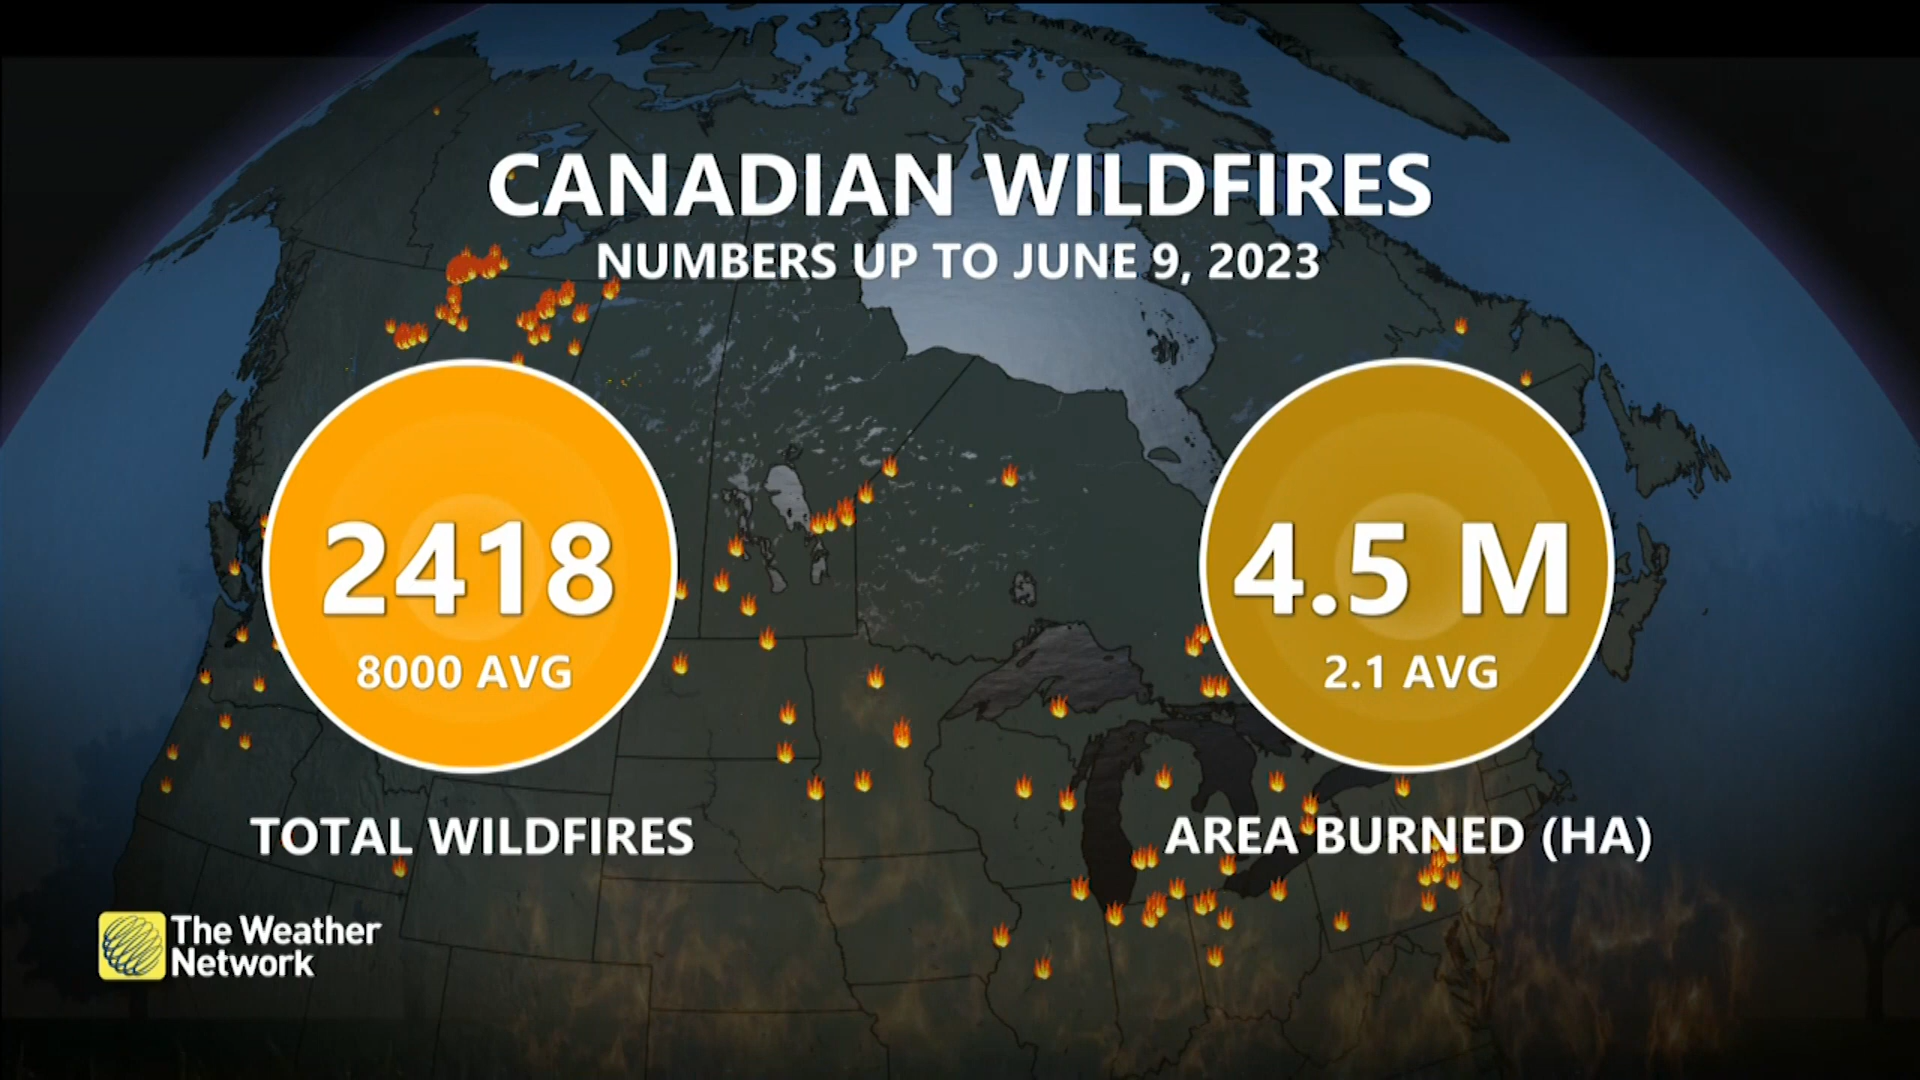 CANADIAN WILDFIRES
NUMBERS UP TO JUNE 9, 2023
2418
8000 AVG
TOTAL WILDFIRES
4.5 M
2.1 AVG
AREA BURNED (HA)
The Weather
Network